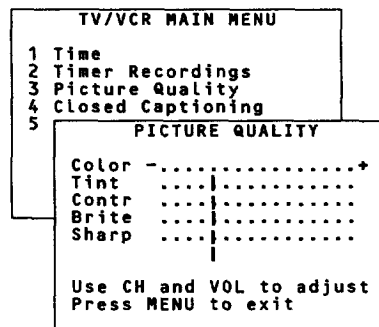 TV/VCR MAIN MENU
1 Time
2 Timer Recordings
3 Picture Quality
4 Closed Captioning
5
PICTURE QUALITY
Color -...................+
Tint ....|..............
Contr ....|..............
Brite ....|..............
Sharp ....|..............
Use CH and VOL to adjust
Press MENU to exit